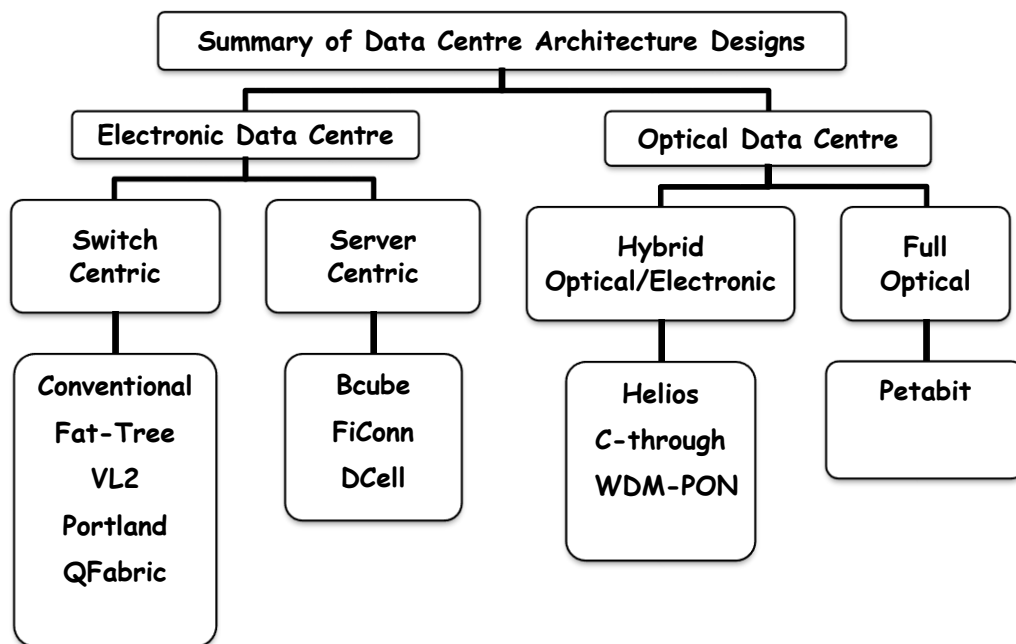 Summary of Data Centre Architecture Designs
Electronic Data Centre
Optical Data Centre
Switch
Centric
Server
Centric
Hybrid
Optical/Electronic
Full
Optical
Conventional
Fat-Tree
VL2
Portland
QFabric
Bcube
FiConn
DCell
Helios
C-through
WDM-PON
Petabit